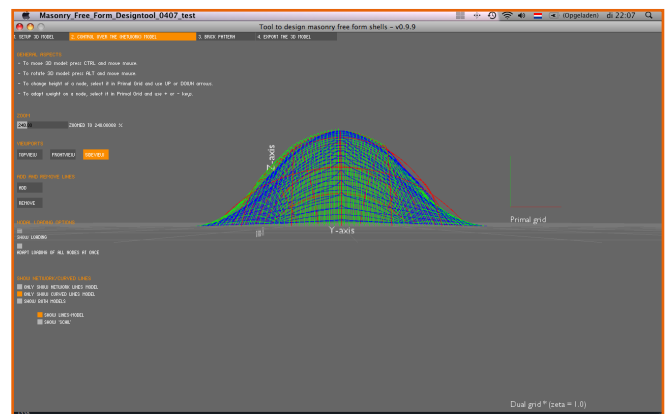 Masonry_Free_Form_Designtool_0407_test
(Opgeladen) di 22:07
Tool to design masonry free form shells – v0.9.9
1. SETUP 3D MODEL 2. CONTROL OVER THE (NETWORK) MODEL 3. BRICK PATTERN 4. EXPORT THE 3D MODEL
GENERAL ASPECTS
- To move 3D model press CTRL and move mouse.
- To rotate 3D model press ALT and move mouse.
- To change height of a node, select it in Primal Grid and use UP or DOWN arrows.
- To adapt weight on a node, select it in Primal Grid and use + or - keys.
ZOOM
ZOOMED TO 240.00000 %
VIEWPORTS
TOPVIEW FRONTVIEW SIDEVIEW
ADD AND REMOVE LINES
ADD
REMOVE
NODAL LOADING OPTIONS
SHOW LOADING
ADAPT LOADING OF ALL NODES AT ONCE
SHOW NETWORK/CURVED LINES
ONLY SHOW NETWORK LINES MODEL
ONLY SHOW CURVED LINES MODEL
SHOW BOTH MODELS
SHOW LINES-MODEL
SHOW 'SCHIL'
Z-axis
Y-axis
Primal grid
Dual grid * (zeta = 1.0)